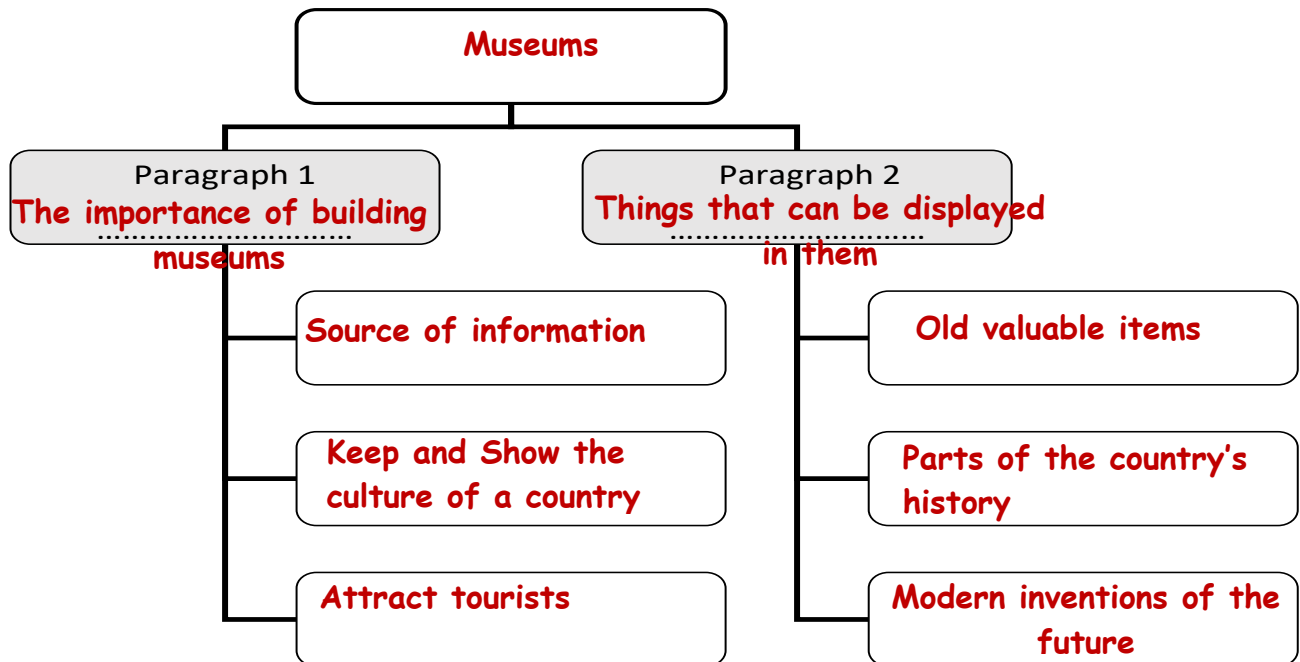 Museums
Paragraph 1
The importance of building
museums
Source of information
Keep and Show the
culture of a country
Attract tourists
Paragraph 2
Things that can be displayed
in them
Old valuable items
Parts of the country's
history
Modern inventions of the
future